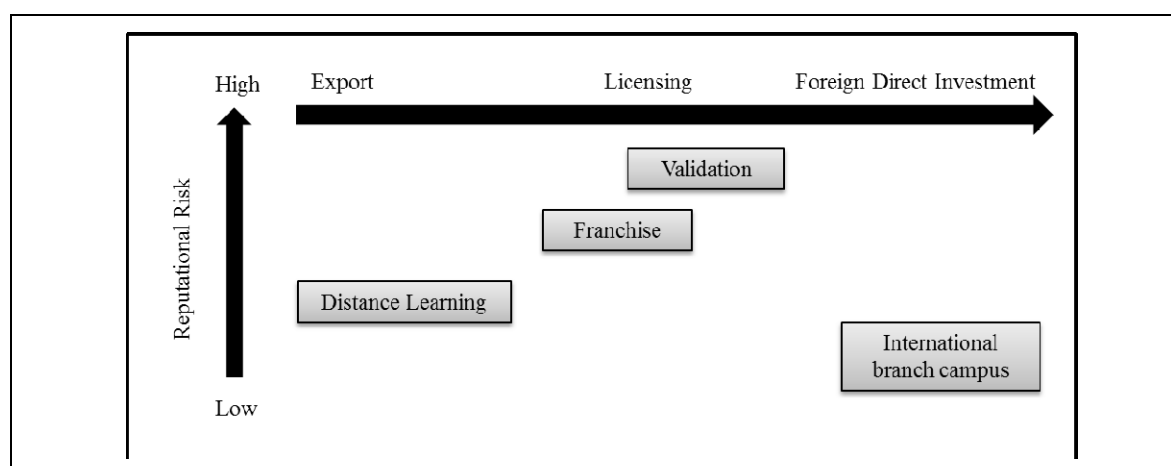 High
Export
Licensing
Foreign Direct Investment
Validation
Franchise
Reputational Risk
Distance Learning
International
branch campus
Low